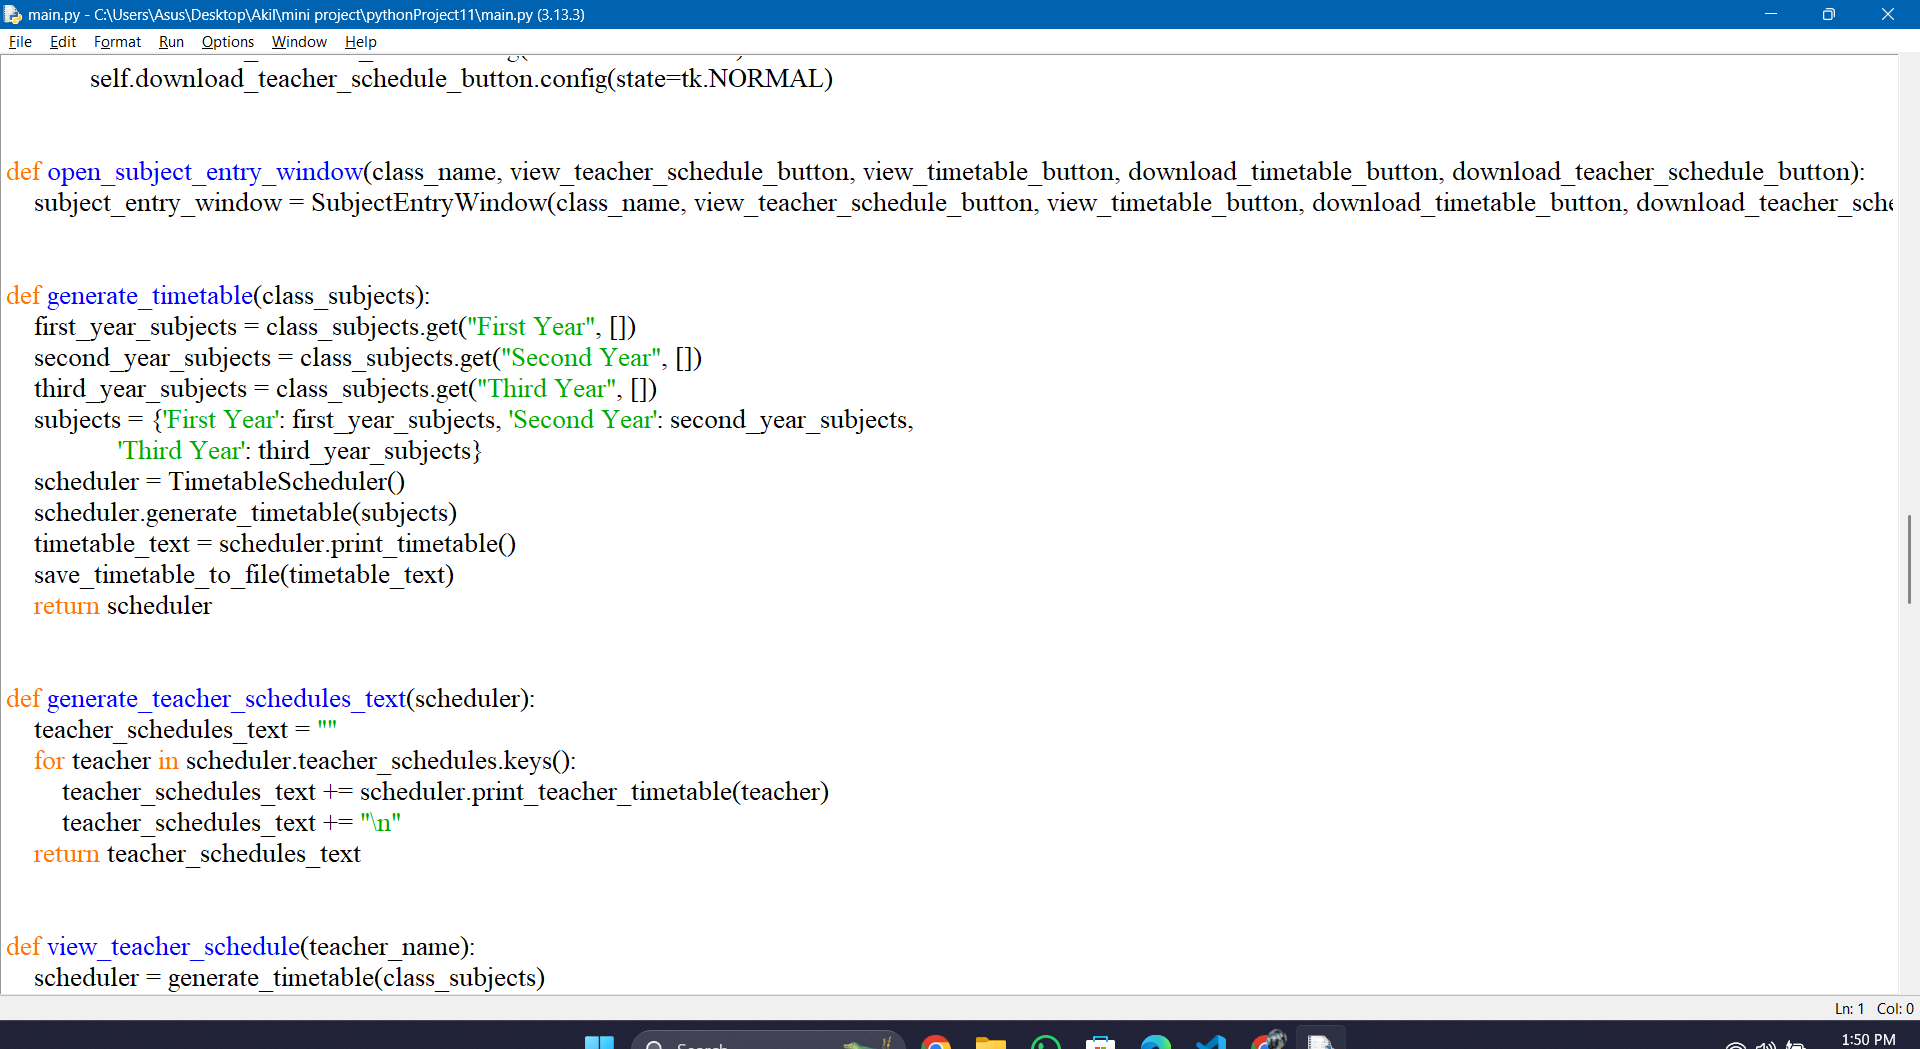 main.py - C:\Users\Asus\Desktop\Akil\mini project\pythonProject11\main.py (3.13.3)
File Edit Format Run Options Window Help
        self.download_teacher_schedule_button.config(state=tk.NORMAL)
def open_subject_entry_window(class_name, view_teacher_schedule_button, view_timetable_button, download_timetable_button, download_teacher_schedule_button):
    subject_entry_window = SubjectEntryWindow(class_name, view_teacher_schedule_button, view_timetable_button, download_timetable_button, download_teacher_sche
def generate_timetable(class_subjects):
    first_year_subjects = class_subjects.get("First Year", [])
    second_year_subjects = class_subjects.get("Second Year", [])
    third_year_subjects = class_subjects.get("Third Year", [])
    subjects = {'First Year': first_year_subjects, 'Second Year': second_year_subjects,
                'Third Year': third_year_subjects}
    scheduler = TimetableScheduler()
    scheduler.generate_timetable(subjects)
    timetable_text = scheduler.print_timetable()
    save_timetable_to_file(timetable_text)
    return scheduler
def generate_teacher_schedules_text(scheduler):
    teacher_schedules_text = ""
    for teacher in scheduler.teacher_schedules.keys():
        teacher_schedules_text += scheduler.print_teacher_timetable(teacher)
        teacher_schedules_text += "\n"
    return teacher_schedules_text
def view_teacher_schedule(teacher_name):
    scheduler = generate_timetable(class_subjects)
Ln: 1 Col: 0
Search
1:50 PM